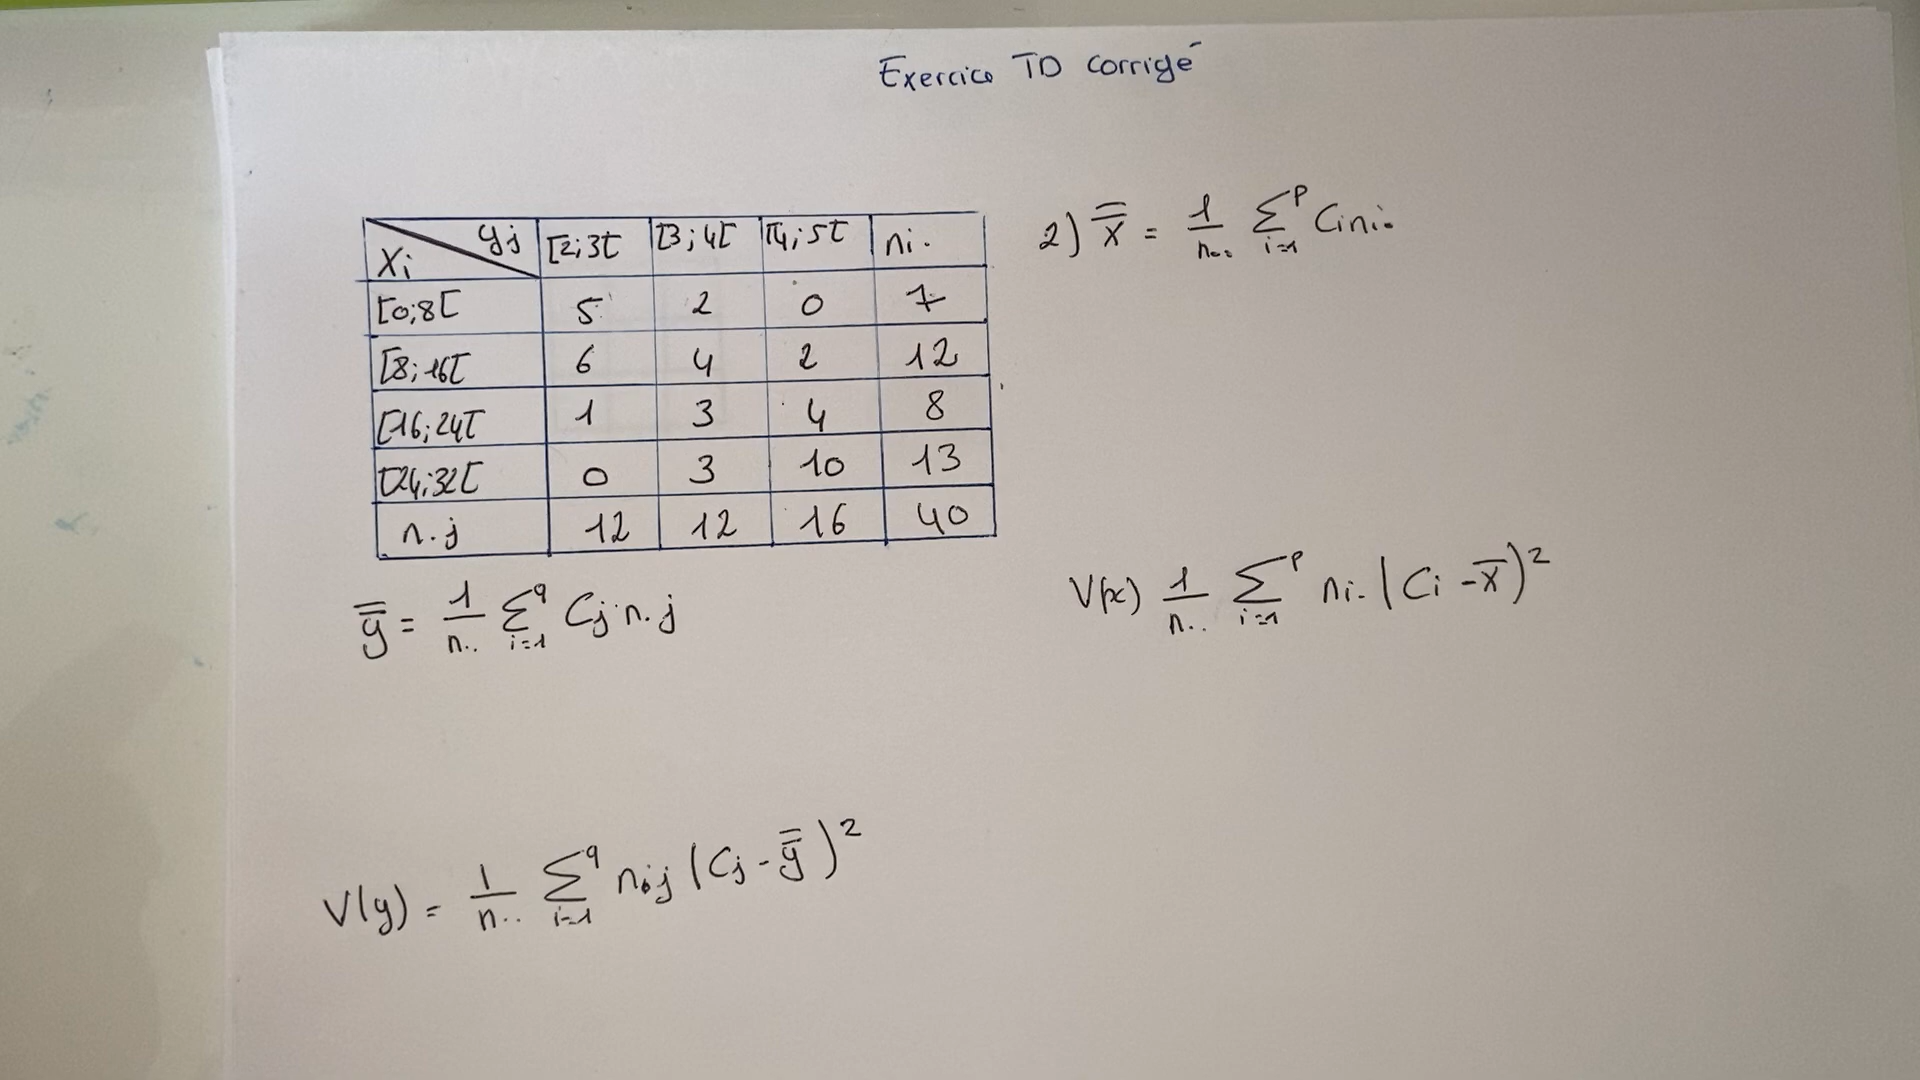 Exercice TD corrigé
Xi yj [2;3[ [3;4[ [4;5[ ni.
[0;8[ 5 2 0 7
[8;16[ 6 4 2 12
[16;24[ 1 3 4 8
[24;32[ 0 3 10 13
n.j 12 12 16 40
2) x̿ = 1/n.. Σ_{i=1}^{p} Ci ni.
y̿ = 1/n.. Σ_{i=1}^{q} Cj n.j
V(x) 1/n.. Σ_{i=1}^{p} ni. (Ci - x̿)²
V(y) = 1/n.. Σ_{i=1}^{q} n.j (Cj - y̿)²